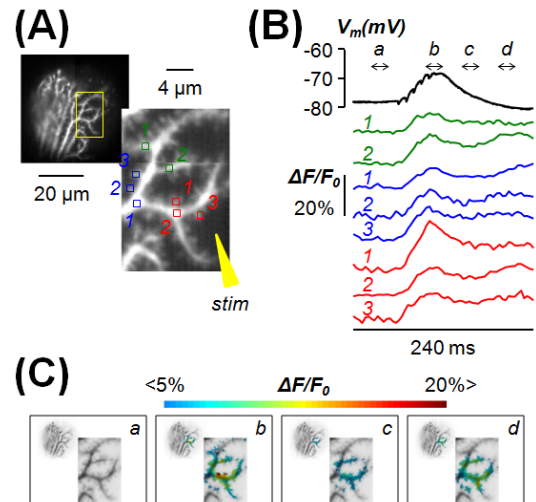 (A)
4 µm
20 µm
1
2
3
2
1
1
2
3
stim
(B)
Vm(mV)
-60
-70
-80
a b c d
1
2
ΔF/F0
20%
1
2
3
1
2
3
240 ms
(C)
<5% ΔF/F0 20%>
a b c d